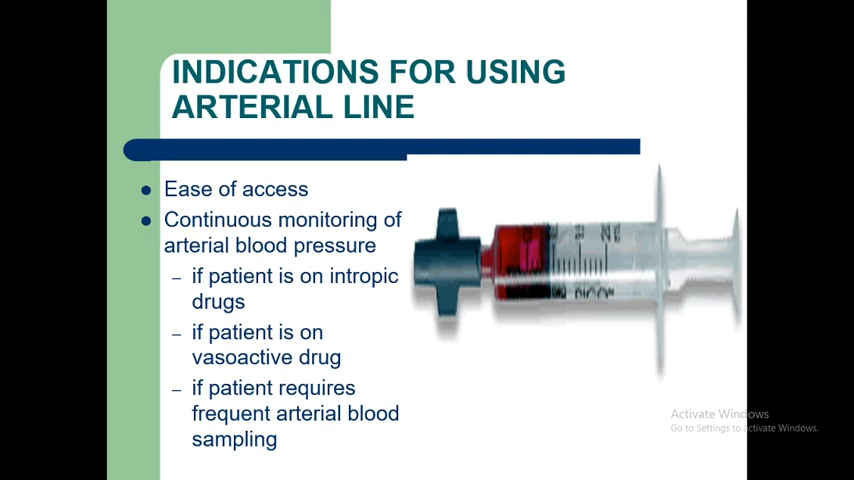 INDICATIONS FOR USING
ARTERIAL LINE
Ease of access
Continuous monitoring of
arterial blood pressure
– if patient is on intropic
drugs
– if patient is on
vasoactive drug
– if patient requires
frequent arterial blood
sampling
Activate Windows
Go to Settings to activate Windows.